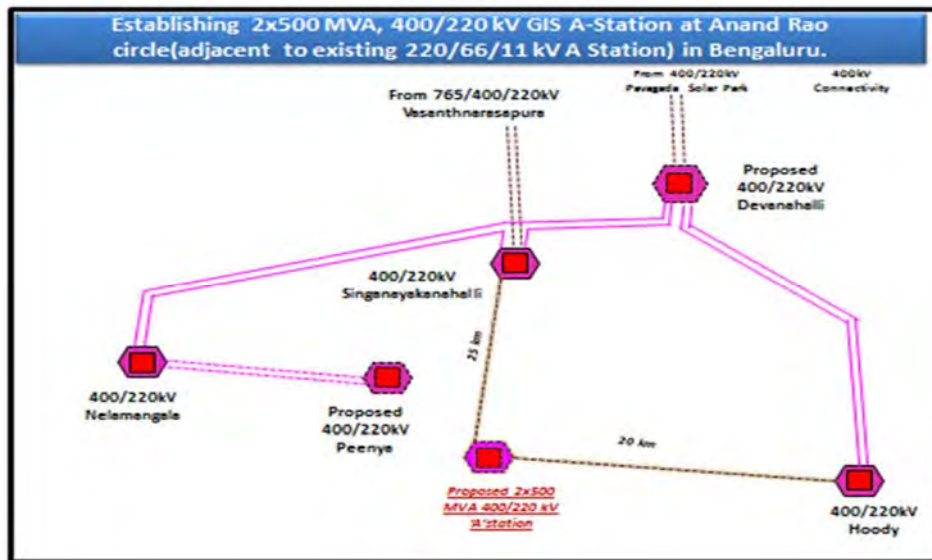 Establishing 2x500 MVA, 400/220 kV GIS A-Station at Anand Rao
circle(adjacent to existing 220/66/11 kV A Station) in Bengaluru.
From 765/400/220kV
Vasanthnarasapura
From 400/220kV
Pavagada Solar Park
400kV
Connectivity
Proposed
400/220kV
Devanahalli
400/220kV
Singanayakanahalli
25 km
400/220kV
Nelamangala
Proposed
400/220kV
Peenya
20 km
Proposed 2x500
MVA 400/220 kV
'A'station
400/220kV
Hoody